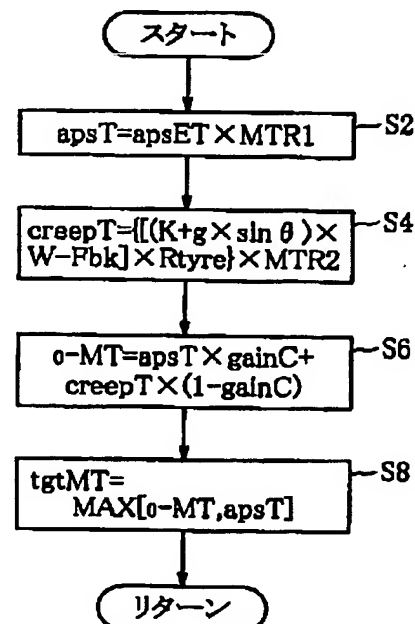 スタート
apsT=apsET×MTR1
S2
creepT={[(K+g×sin θ)×
W-Fbk]×Rtyre}×MTR2
S4
o-MT=apsT×gainC+
creepT×(1-gainC)
S6
tgtMT=
MAX[o-MT,apsT]
S8
リターン